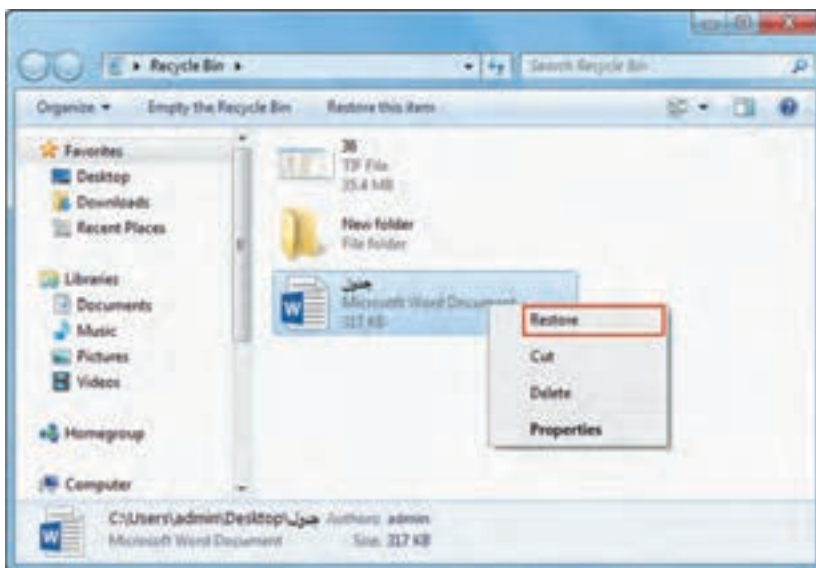 Recycle Bin
Search Recycle Bin
Organize Empty the Recycle Bin Restore this item
Favorites
Desktop
Downloads
Recent Places
Libraries
Documents
Music
Pictures
Videos
Homegroup
Computer
36
TIF File
35.4 MB
New folder
File folder
جدول
Microsoft Word Document
317 KB
Restore
Cut
Delete
Properties
C:\Users\admin\Desktop\جدول Authors: admin
Microsoft Word Document Size: 317 KB